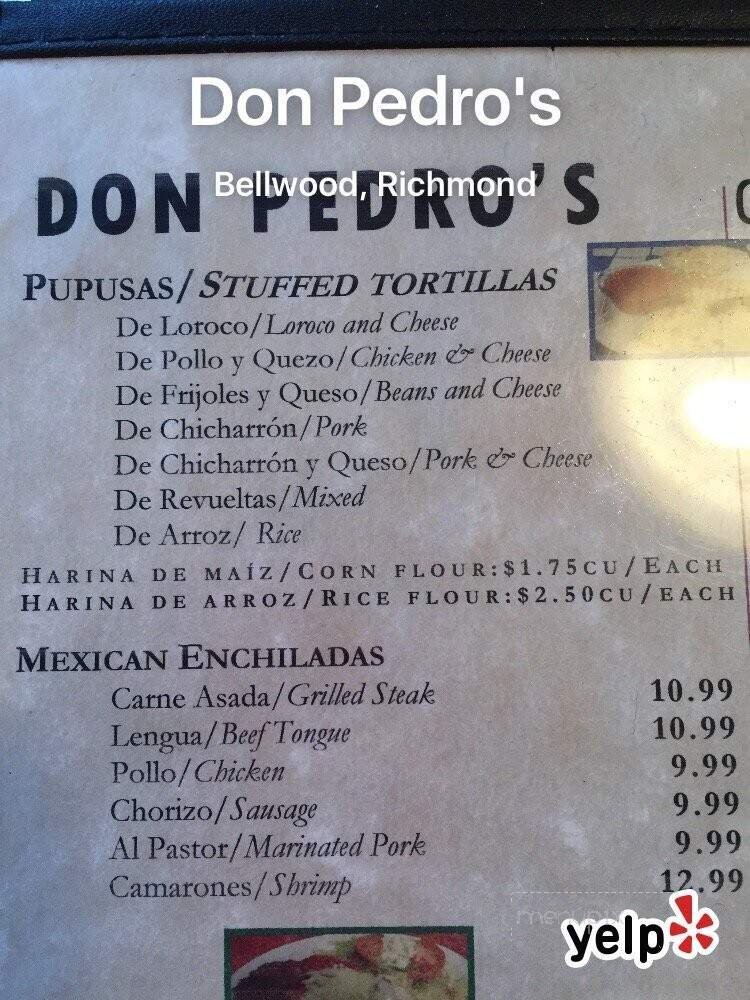 Don Pedro's
Bellwood, Richmond
DON PEDRO'S
PUPUSAS/STUFFED TORTILLAS
De Loroco/Loroco and Cheese
De Pollo y Quezo/Chicken & Cheese
De Frijoles y Queso/Beans and Cheese
De Chicharrón/Pork
De Chicharrón y Queso/Pork & Cheese
De Revueltas/Mixed
De Arroz/ Rice
HARINA DE MAÍZ/CORN FLOUR:$1.75CU/EACH
HARINA DE ARROZ/RICE FLOUR:$2.50CU/EACH
MEXICAN ENCHILADAS
Carne Asada/Grilled Steak 10.99
Lengua/Beef Tongue 10.99
Pollo/Chicken 9.99
Chorizo/Sausage 9.99
Al Pastor/Marinated Pork 9.99
Camarones/Shrimp 12.99
yelp